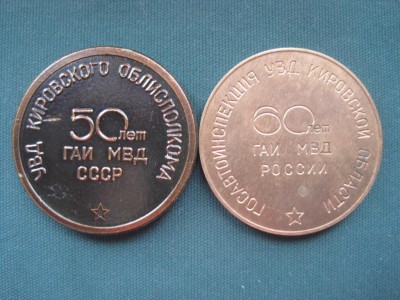 УВД КИРОВСКОГО ОБЛИСПОЛКОМА
50 лет
ГАИ МВД
СССР
ГОСАВТОИНСПЕКЦИЯ УВД КИРОВСКОЙ ОБЛАСТИ
60 лет
ГАИ МВД
РОССИИ